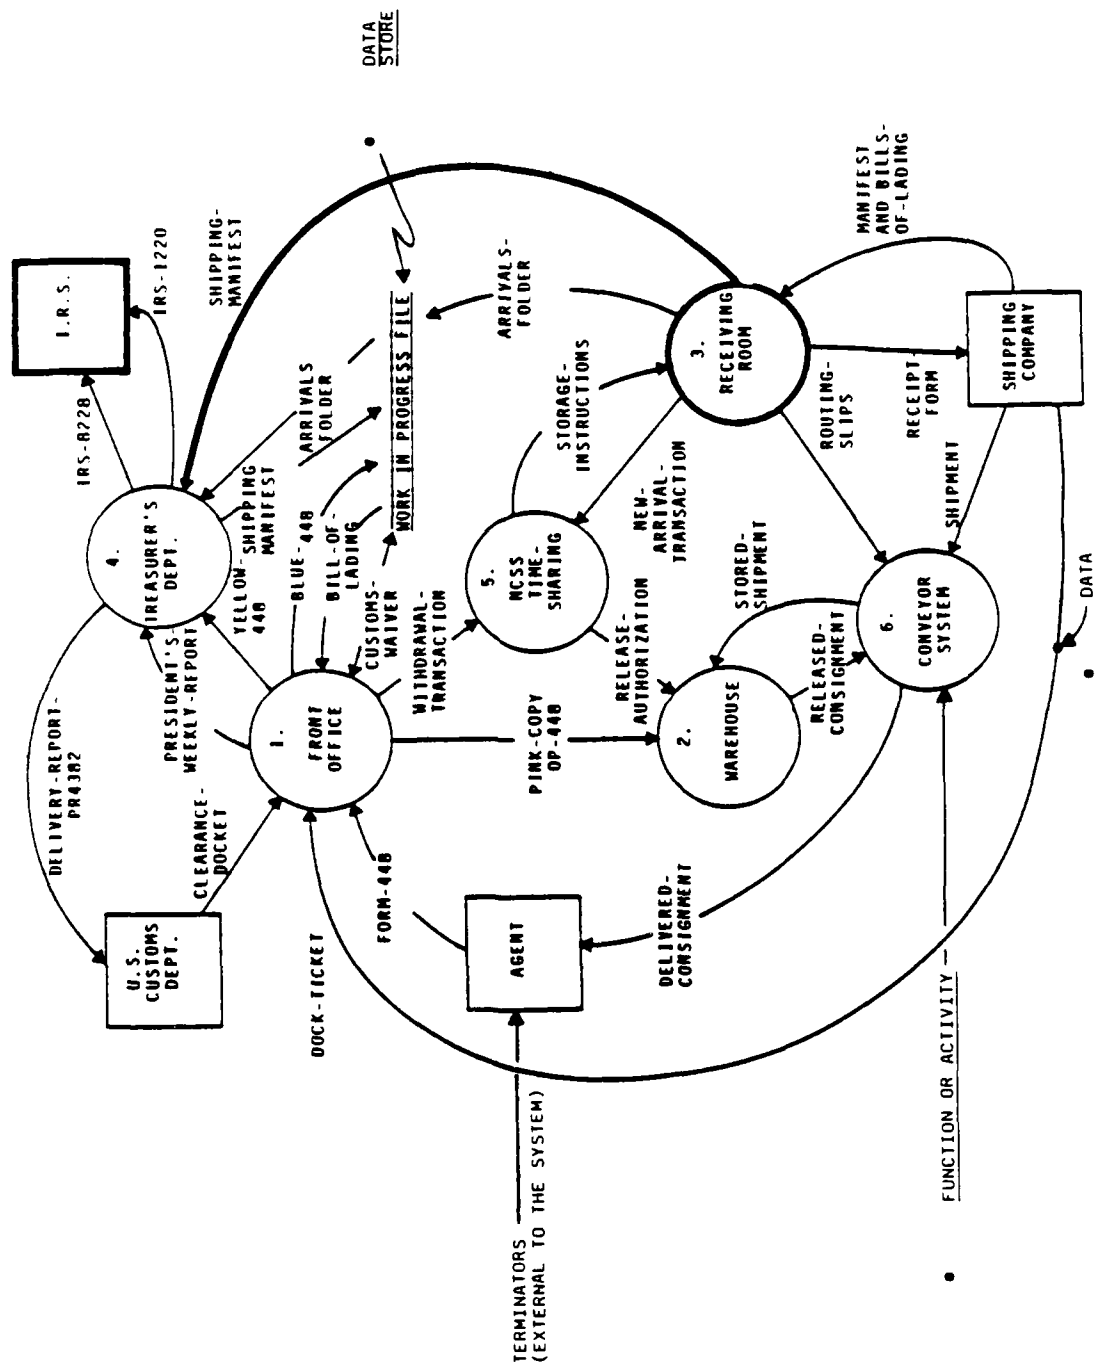 I.R.S.
IRS-8228
IRS-1220
DELIVERY-REPORT-
PR4382
U.S.
CUSTOMS
DEPT.
4.
TREASURER'S
DEPT.
PRESIDENT'S-
WEEKLY-REPORT
CLEARANCE-
DOCKET
SHIPPING-
MANIFEST
YELLOW-
448
SHIPPING
MANIFEST
ARRIVALS
FOLDER
1.
FRONT
OFFICE
BLUE-448
BILL-OF-
LADING
CUSTOMS-
WAIVER
DOCK-TICKET
FORM-448
DATA
STORE
WORK IN PROGRESS FILE
WITHDRAWAL-
TRANSACTION
ARRIVALS-
FOLDER
AGENT
5.
NCSS
TIME-
SHARING
STORAGE-
INSTRUCTIONS
TERMINATORS
(EXTERNAL TO THE SYSTEM)
PINK-COPY
OP-448
RELEASE-
AUTHORIZATION
NEW-
ARRIVAL-
TRANSACTION
DELIVERED-
CONSIGNMENT
2.
WAREHOUSE
3.
RECEIVING
ROOM
STORED-
SHIPMENT
RELEASED-
CONSIGNMENT
ROUTING-
SLIPS
MANIFEST
AND BILLS-
OF-LADING
6.
CONVEYOR
SYSTEM
RECEIPT-
FORM
SHIPMENT
SHIPPING
COMPANY
FUNCTION OR ACTIVITY
DATA